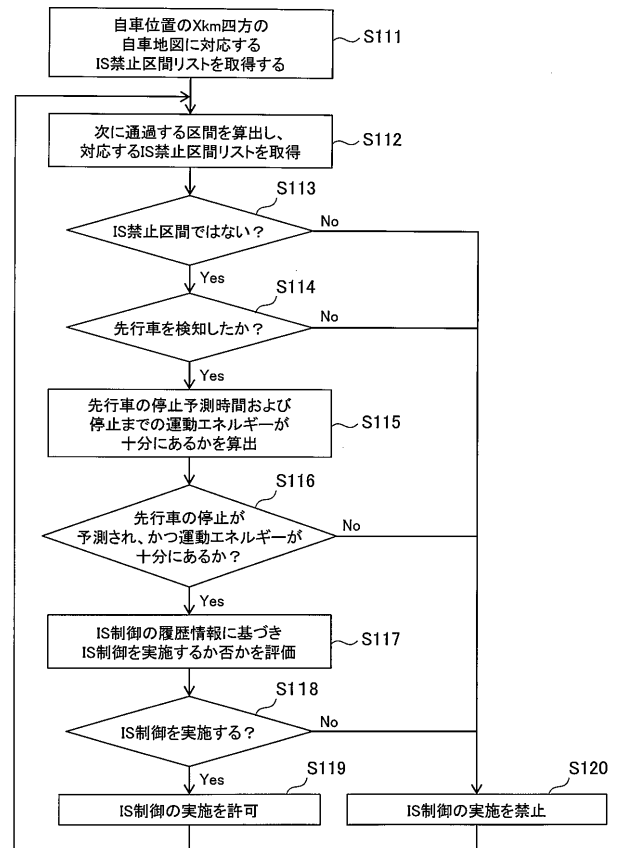 自車位置のXkm四方の
自車地図に対応する
IS禁止区間リストを取得する
S111
次に通過する区間を算出し、
対応するIS禁止区間リストを取得
S112
S113
IS禁止区間ではない？
No
Yes
S114
先行車を検知したか？
No
Yes
先行車の停止予測時間および
停止までの運動エネルギーが
十分にあるかを算出
S115
S116
先行車の停止が
予測され、かつ運動エネルギーが
十分にあるか？
No
Yes
IS制御の履歴情報に基づき
IS制御を実施するか否かを評価
S117
S118
IS制御を実施する？
No
Yes
S119
IS制御の実施を許可
S120
IS制御の実施を禁止